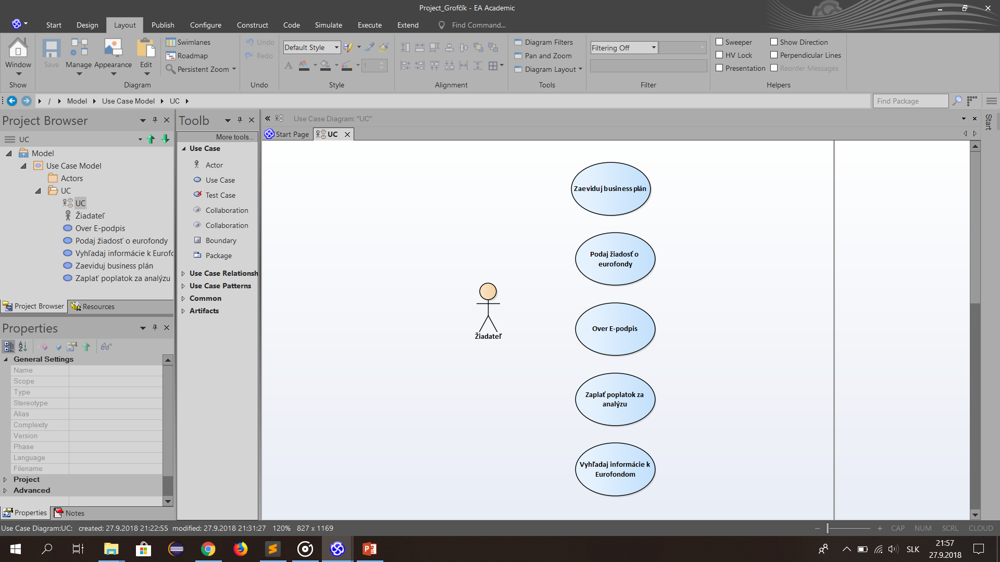 Project_Grofčík - EA Academic
Start Design Layout Publish Configure Construct Code Simulate Execute Extend Find Command...
Window
Show
Save Manage Appearance Edit
Swimlanes
Roadmap
Persistent Zoom
Diagram
Undo
Redo
Undo
Default Style
A
1
Style
Alignment
Diagram Filters
Pan and Zoom
Diagram Layout
Tools
Filtering Off
Filter
Sweeper
HV Lock
Presentation
Show Direction
Perpendicular Lines
Reorder Messages
Helpers
/ Model Use Case Model UC
Find Package
Project Browser
UC
Model
Use Case Model
Actors
UC
UC
Žiadateľ
Over E-podpis
Podaj žiadosť o eurofondy
Vyhľadaj informácie k Eurofo
Zaeviduj business plán
Zaplať poplatok za analýzu
Project Browser Resources
Properties
General Settings
Name
Scope
Type
Stereotype
Alias
Complexity
Version
Phase
Language
Filename
Project
Advanced
Properties Notes
Toolb
More tools...
Use Case
Actor
Use Case
Test Case
Collaboration
Collaboration
Boundary
Package
Use Case Relationsh
Use Case Patterns
Common
Artifacts
« Use Case Diagram: "UC"
Start Page UC
Start
Zaeviduj business plán
Podaj žiadosť o
eurofondy
Žiadateľ
Over E-podpis
Zaplať poplatok za
analýzu
Vyhľadaj informácie k
Eurofondom
Use Case Diagram:UC: created: 27.9.2018 21:22:55 modified: 27.9.2018 21:31:27 120% 827 x 1169
CAP NUM SCRL CLOUD
SLK
21:57
27.9.2018